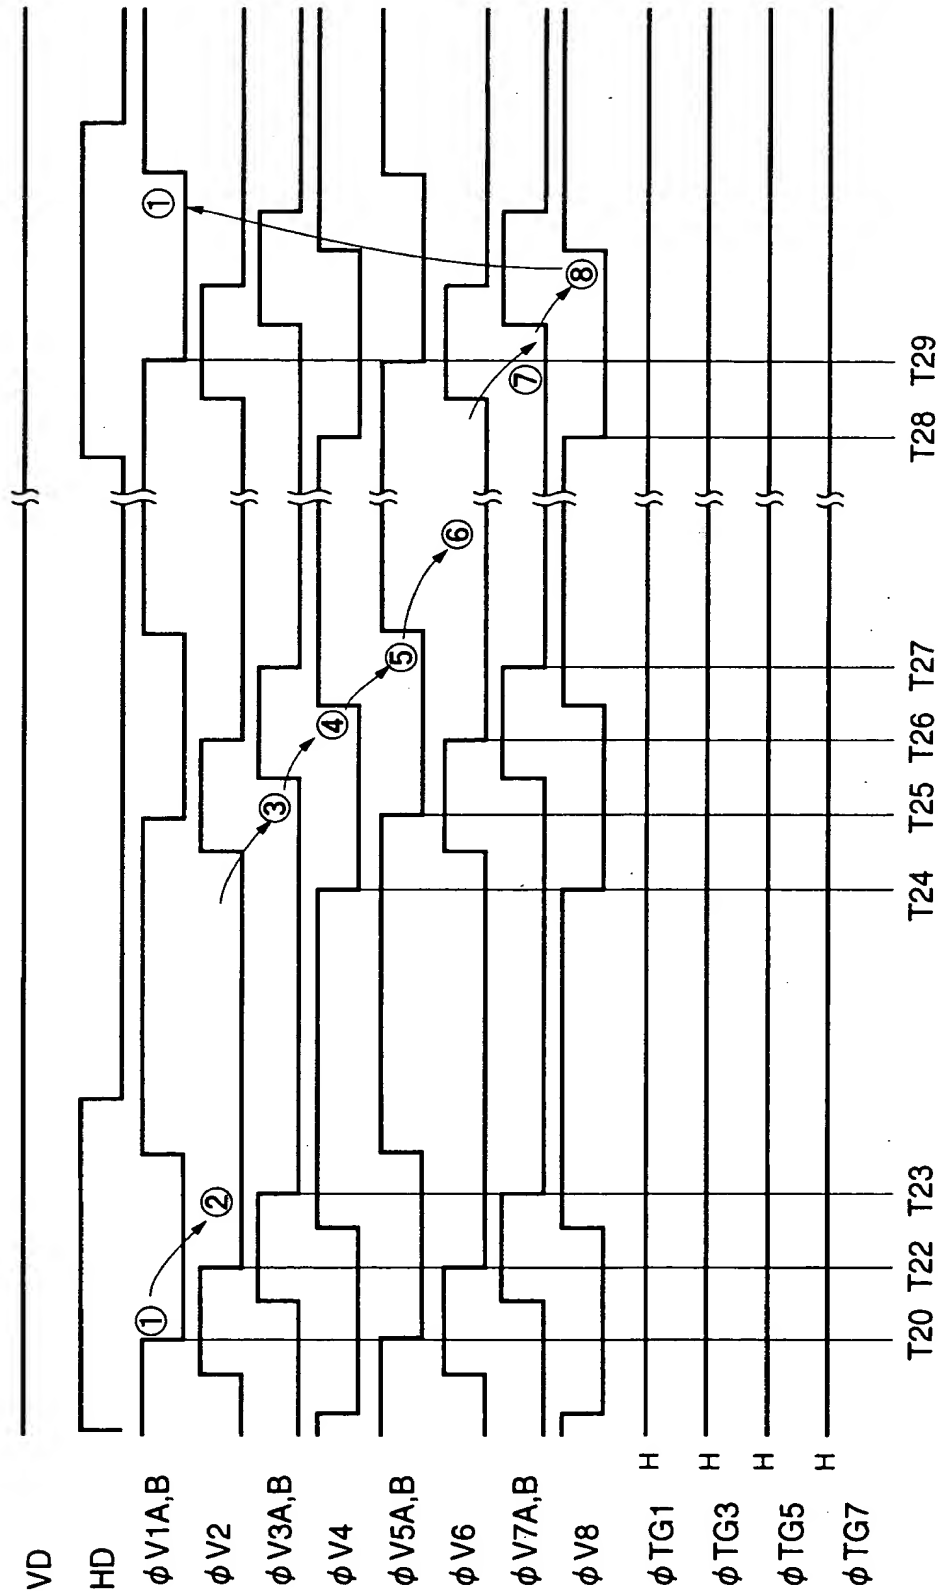 VD
HD
φV1A,B
φV2
φV3A,B
φV4
φV5A,B
φV6
φV7A,B
φV8
φTG1 H
φTG3 H
φTG5 H
φTG7 H
① ②
③
④
⑤
⑥
⑦
⑧
①
T20 T22 T23 T24 T25 T26 T27 T28 T29